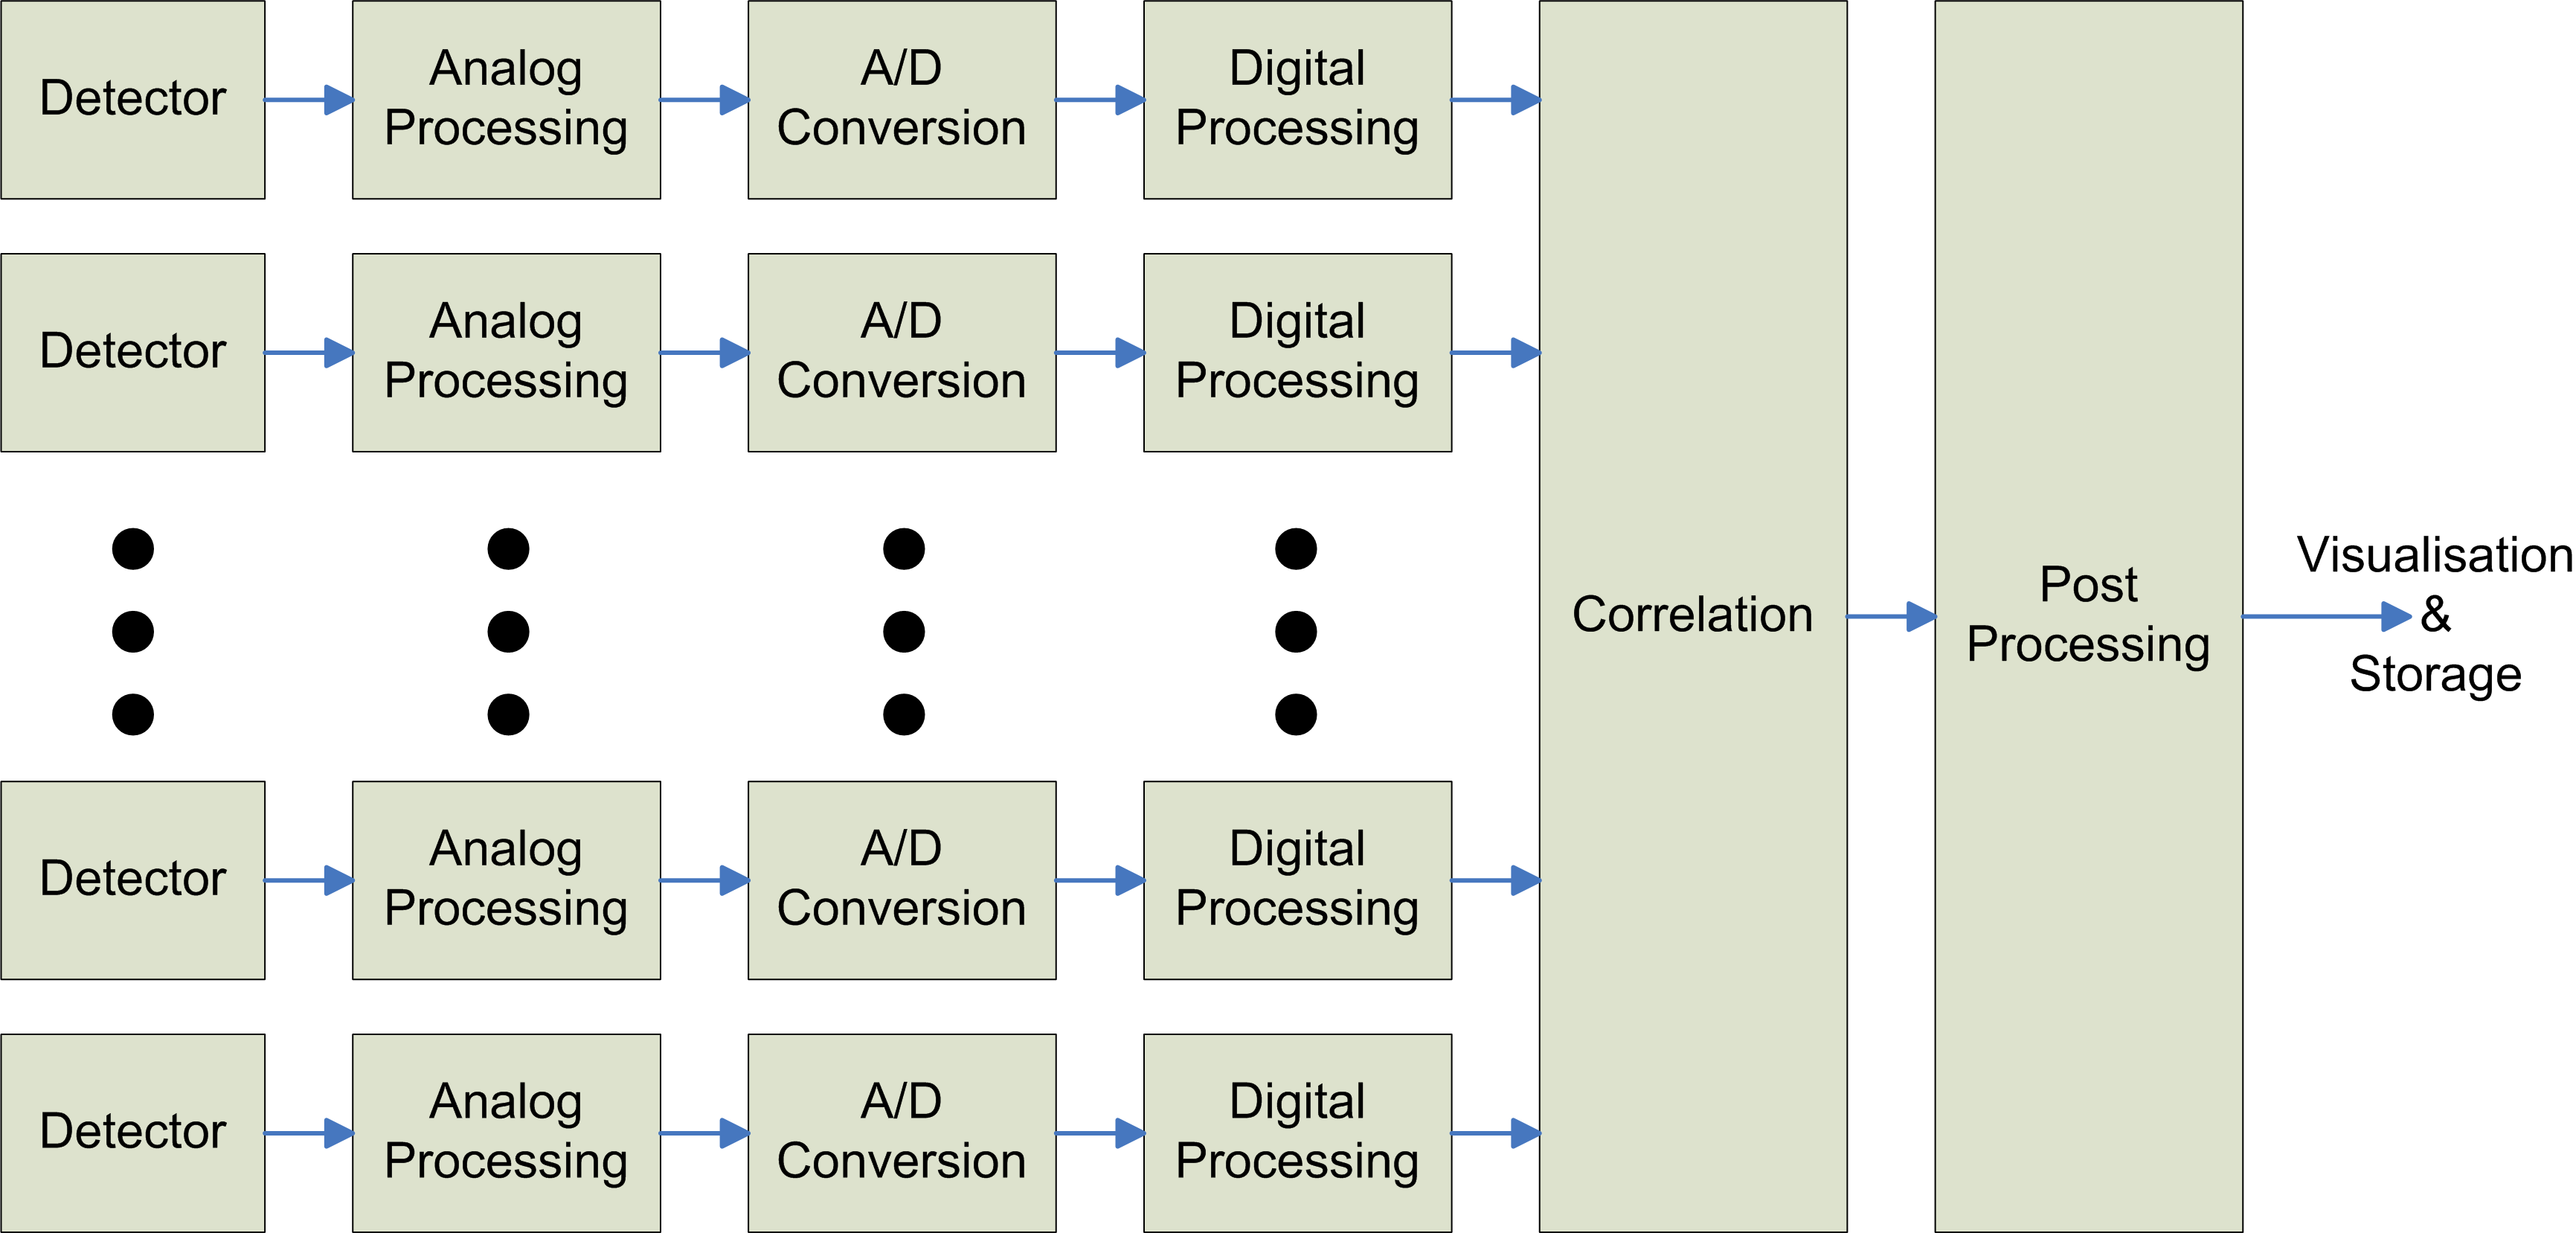 Detector
Analog
Processing
A/D
Conversion
Digital
Processing
Detector
Analog
Processing
A/D
Conversion
Digital
Processing
Detector
Analog
Processing
A/D
Conversion
Digital
Processing
Detector
Analog
Processing
A/D
Conversion
Digital
Processing
Correlation
Post
Processing
Visualisation
&
Storage